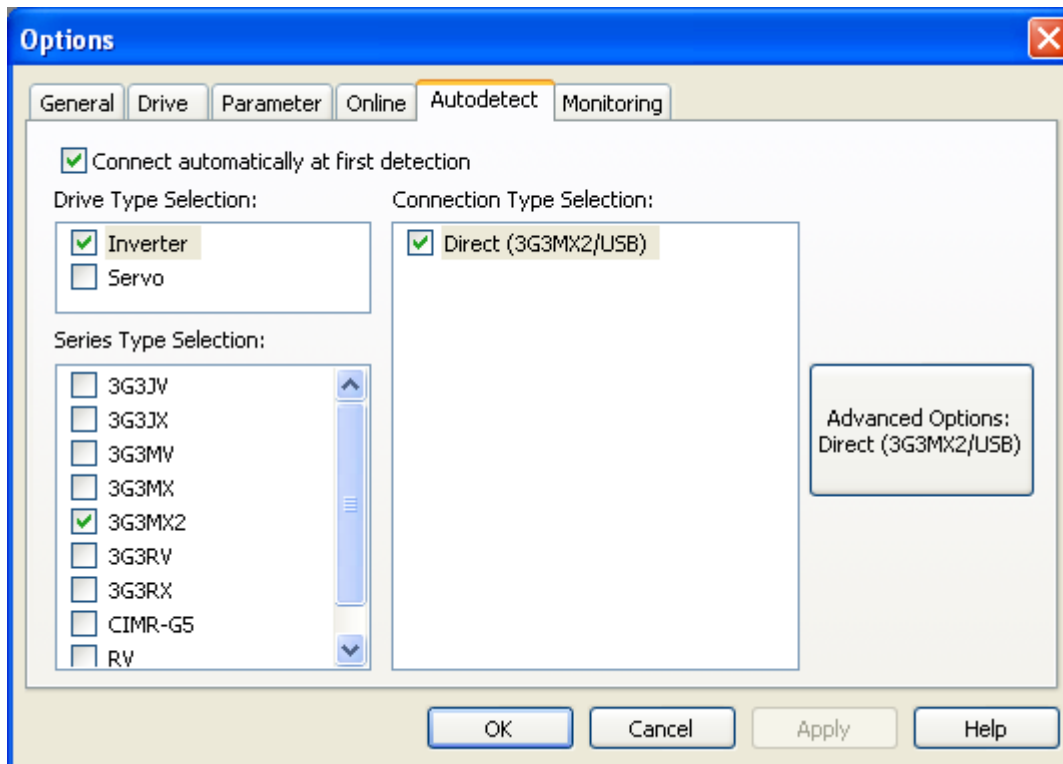 Options
General Drive Parameter Online Autodetect Monitoring
Connect automatically at first detection
Drive Type Selection:
Inverter
Servo
Connection Type Selection:
Direct (3G3MX2/USB)
Series Type Selection:
3G3JV
3G3JX
3G3MV
3G3MX
3G3MX2
3G3RV
3G3RX
CIMR-G5
RV
Advanced Options:
Direct (3G3MX2/USB)
OK Cancel Apply Help